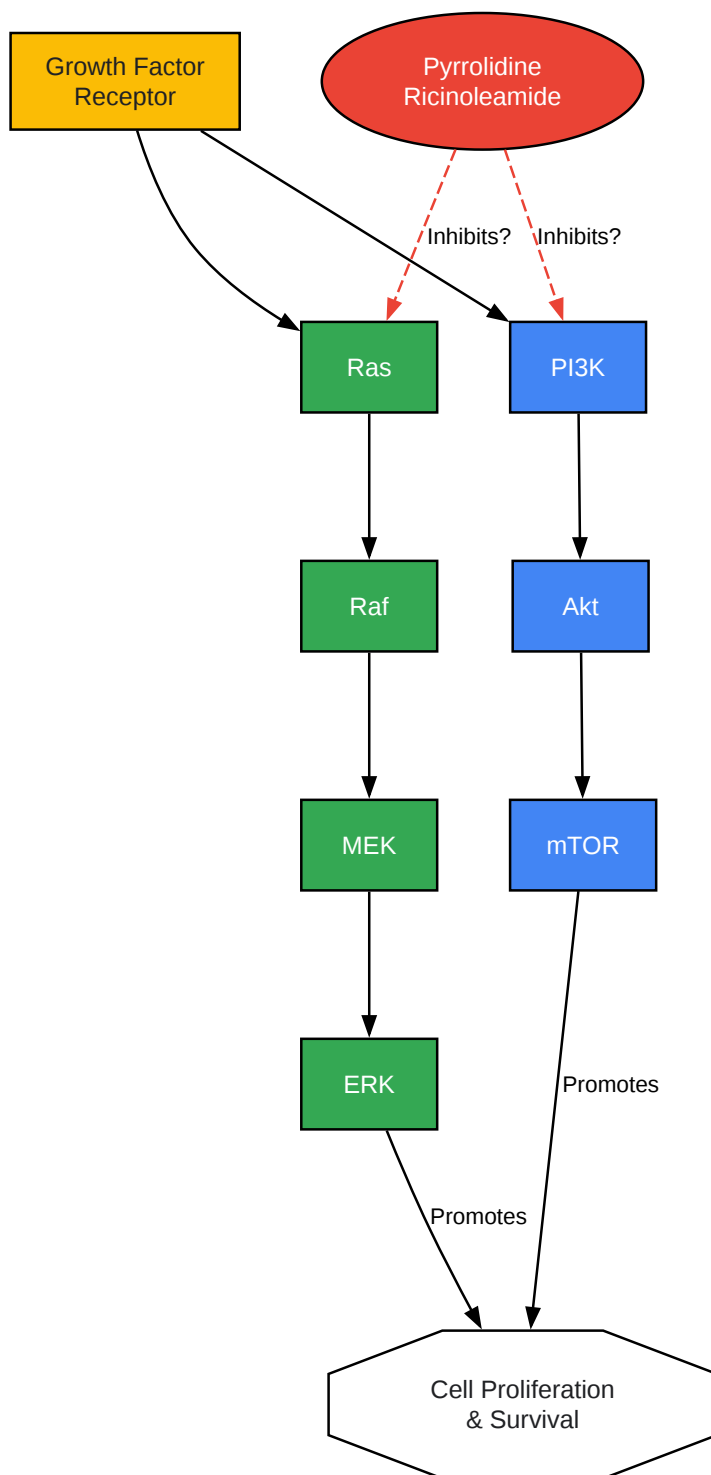 Growth Factor
Receptor
Pyrrolidine
Ricinoleamide
Inhibits?
Inhibits?
Ras
PI3K
Raf
Akt
MEK
mTOR
ERK
Promotes
Promotes
Cell Proliferation
& Survival